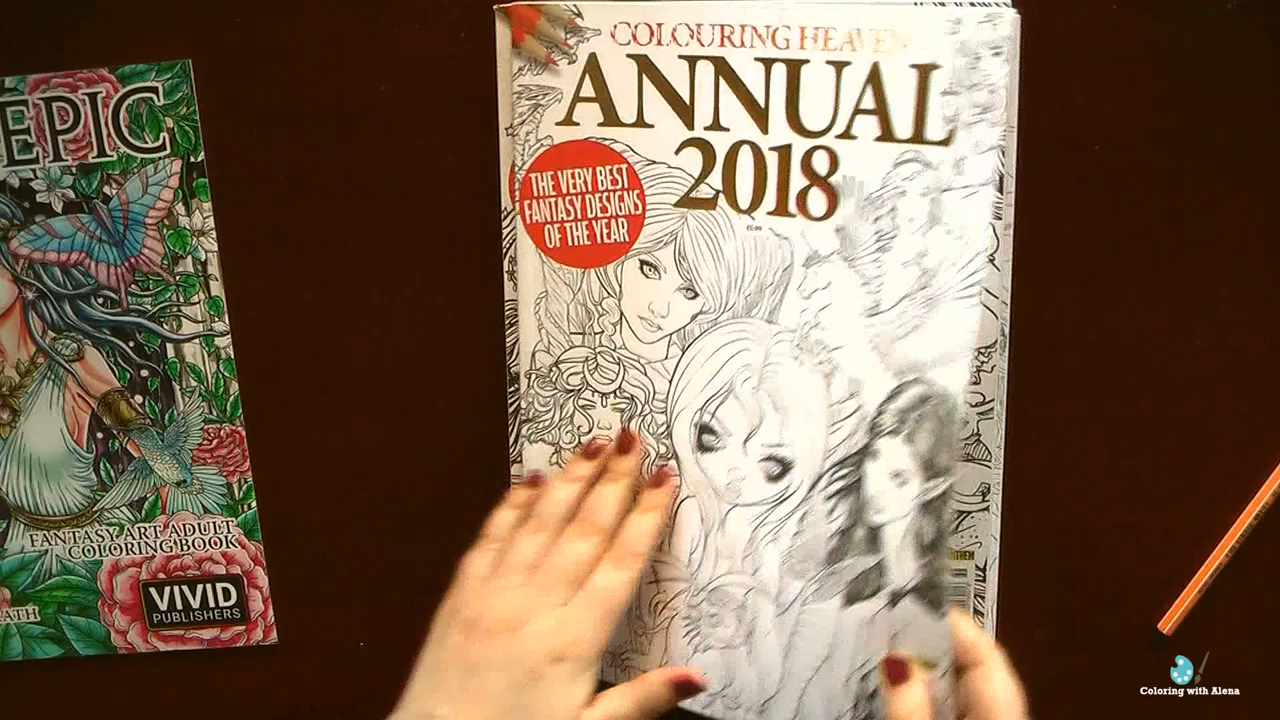 EPIC
FANTASY ART ADULT
COLORING BOOK
VIVID
PUBLISHERS
COLOURING HEAVEN
ANNUAL
2018
THE VERY BEST
FANTASY DESIGNS
OF THE YEAR
Coloring with Alena